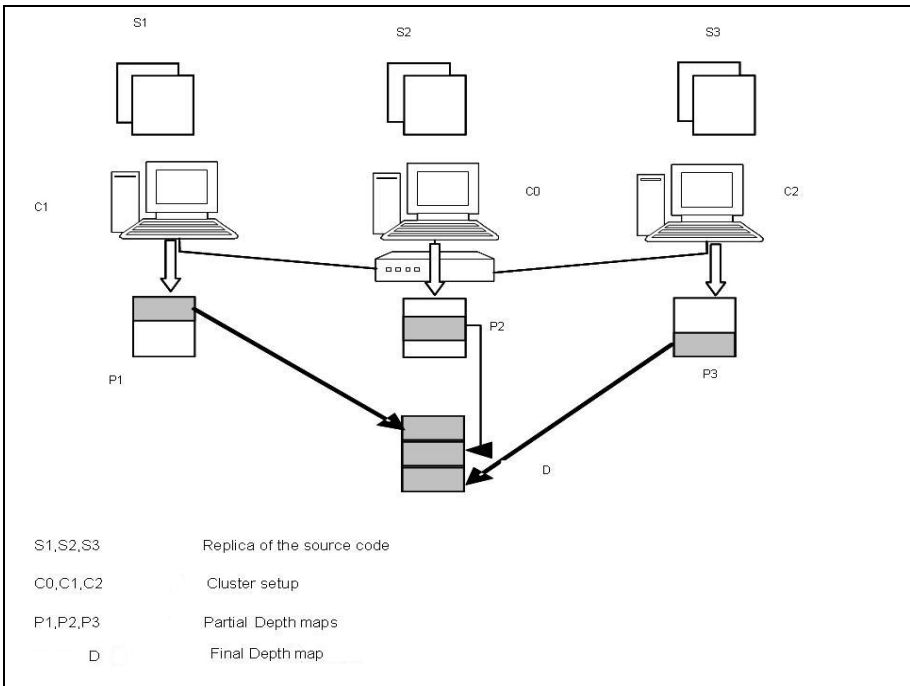 S1
S2
S3
C1
C0
C2
P1
P2
P3
D
S1,S2,S3 Replica of the source code
C0,C1,C2 Cluster setup
P1,P2,P3 Partial Depth maps
D Final Depth map